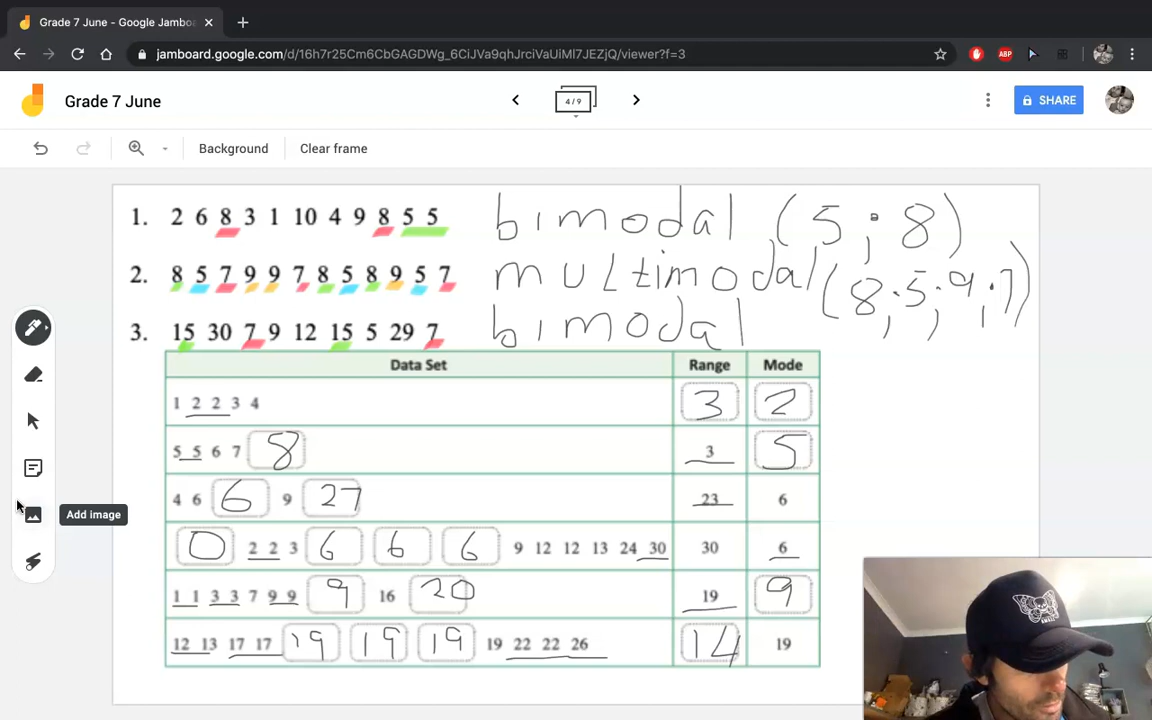 Grade 7 June - Google Jambo
jamboard.google.com/d/16h7r25Cm6CbGAGDWg_6CiJVa9qhJrciVaUiMl7JEZjQ/viewer?f=3
ABP
Grade 7 June
4 / 9
SHARE
Background
Clear frame
1. 2 6 8 3 1 10 4 9 8 5 5 bimodal (5 ; 8)
2. 8 5 7 9 9 7 8 5 8 9 5 7 multimodal (8;5;9;7)
3. 15 30 7 9 12 15 5 29 7 bimodal
Data Set Range Mode
1 2 2 3 4 3 2
5 5 6 7 8 3 5
4 6 6 9 27 23 6
0 2 2 3 6 6 6 9 12 12 13 24 30 30 6
1 1 3 3 7 9 9 9 16 20 19 9
12 13 17 17 19 19 19 19 22 22 26 14 19
Add image